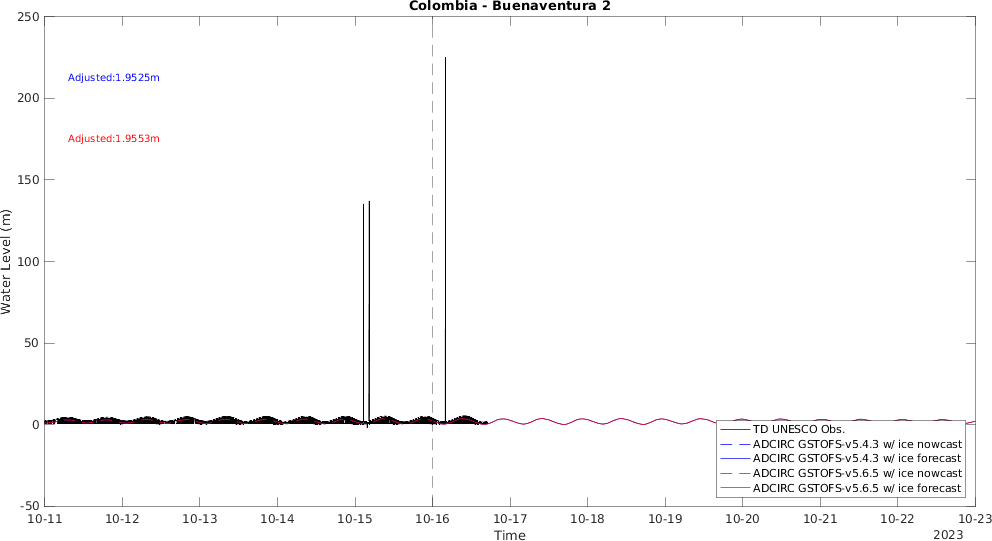 Colombia - Buenaventura 2
250
200
150
100
50
0
-50
Water Level (m)
Adjusted:1.9525m
Adjusted:1.9553m
TD UNESCO Obs.
ADCIRC GSTOFS-v5.4.3 w/ ice nowcast
ADCIRC GSTOFS-v5.4.3 w/ ice forecast
ADCIRC GSTOFS-v5.6.5 w/ ice nowcast
ADCIRC GSTOFS-v5.6.5 w/ ice forecast
10-11 10-12 10-13 10-14 10-15 10-16 10-17 10-18 10-19 10-20 10-21 10-22 10-23
Time
2023